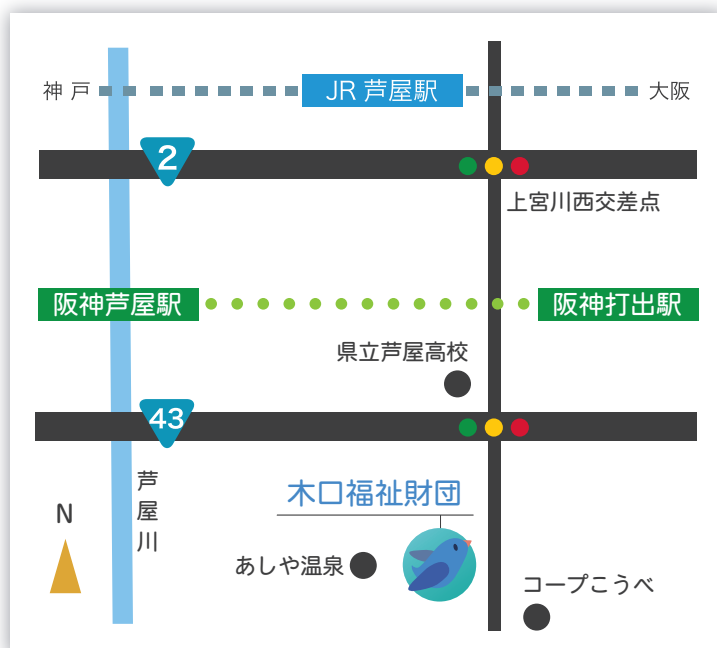 神戸
JR 芦屋駅
大阪
2
上宮川西交差点
阪神芦屋駅
阪神打出駅
県立芦屋高校
43
芦屋川
木口福祉財団
N
あしや温泉
コープこうべ